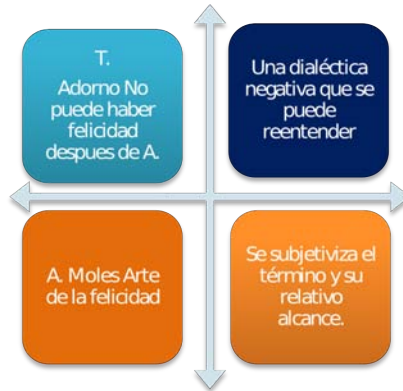 T.
Adorno No
puede haber
felicidad
despues de A.
Una dialéctica
negativa que se
puede
reentender
A. Moles Arte
de la felicidad
Se subjetiviza el
término y su
relativo
alcance.